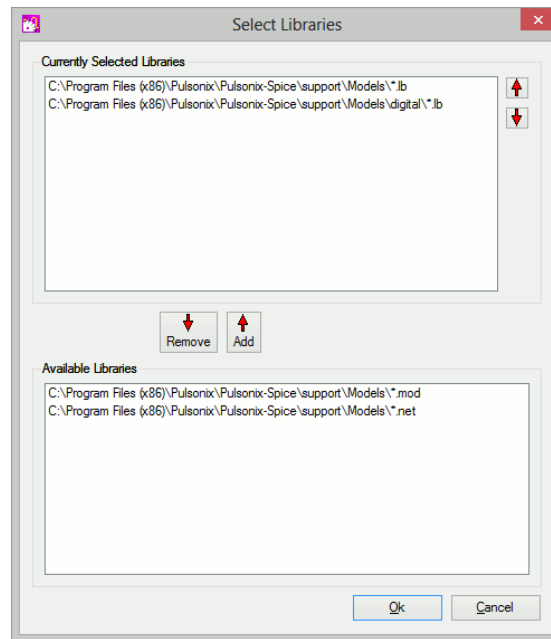 Select Libraries
Currently Selected Libraries
C:\Program Files (x86)\Pulsonix\Pulsonix-Spice\support\Models\*.lb
C:\Program Files (x86)\Pulsonix\Pulsonix-Spice\support\Models\digital\*.lb
Remove
Add
Available Libraries
C:\Program Files (x86)\Pulsonix\Pulsonix-Spice\support\Models\*.mod
C:\Program Files (x86)\Pulsonix\Pulsonix-Spice\support\Models\*.net
Ok
Cancel